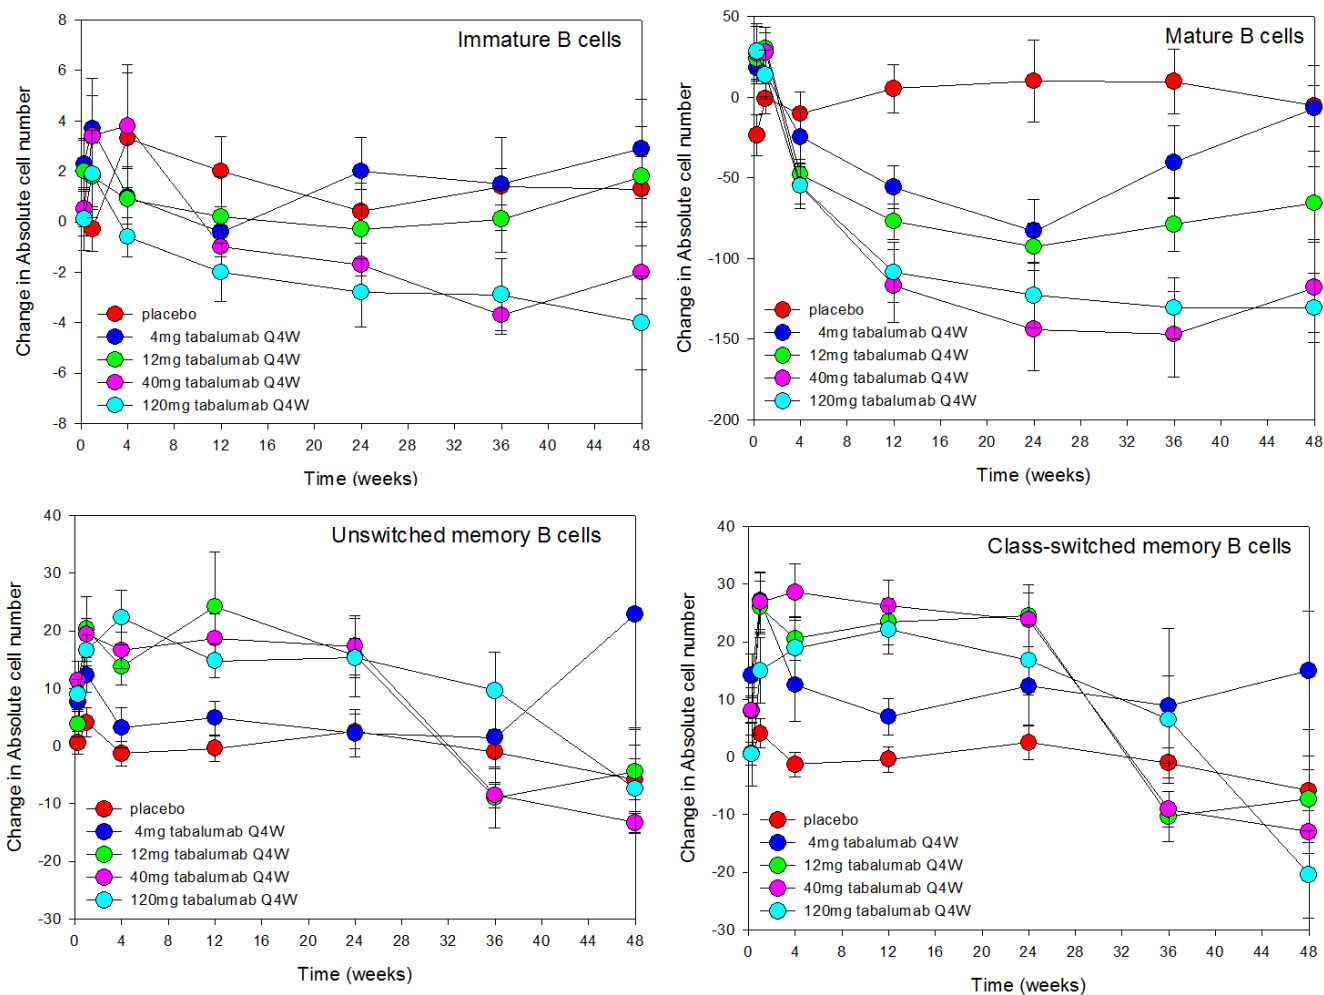 Immature B cells
Change in Absolute cell number
8
6
4
2
0
-2
-4
-6
-8
placebo
4mg tabalumab Q4W
12mg tabalumab Q4W
40mg tabalumab Q4W
120mg tabalumab Q4W
0 4 8 12 16 20 24 28 32 36 40 44 48
Time (weeks)
Mature B cells
Change in Absolute cell number
50
0
-50
-100
-150
-200
placebo
4mg tabalumab Q4W
12mg tabalumab Q4W
40mg tabalumab Q4W
120mg tabalumab Q4W
0 4 8 12 16 20 24 28 32 36 40 44 48
Time (weeks)
Unswitched memory B cells
Change in Absolute cell number
40
30
20
10
0
-10
-20
-30
placebo
4mg tabalumab Q4W
12mg tabalumab Q4W
40mg tabalumab Q4W
120mg tabalumab Q4W
0 4 8 12 16 20 24 28 32 36 40 44 48
Time (weeks)
Class-switched memory B cells
Change in Absolute cell number
40
30
20
10
0
-10
-20
-30
placebo
4mg tabalumab Q4W
12mg tabalumab Q4W
40mg tabalumab Q4W
120mg tabalumab Q4W
0 4 8 12 16 20 24 28 32 36 40 44 48
Time (weeks)